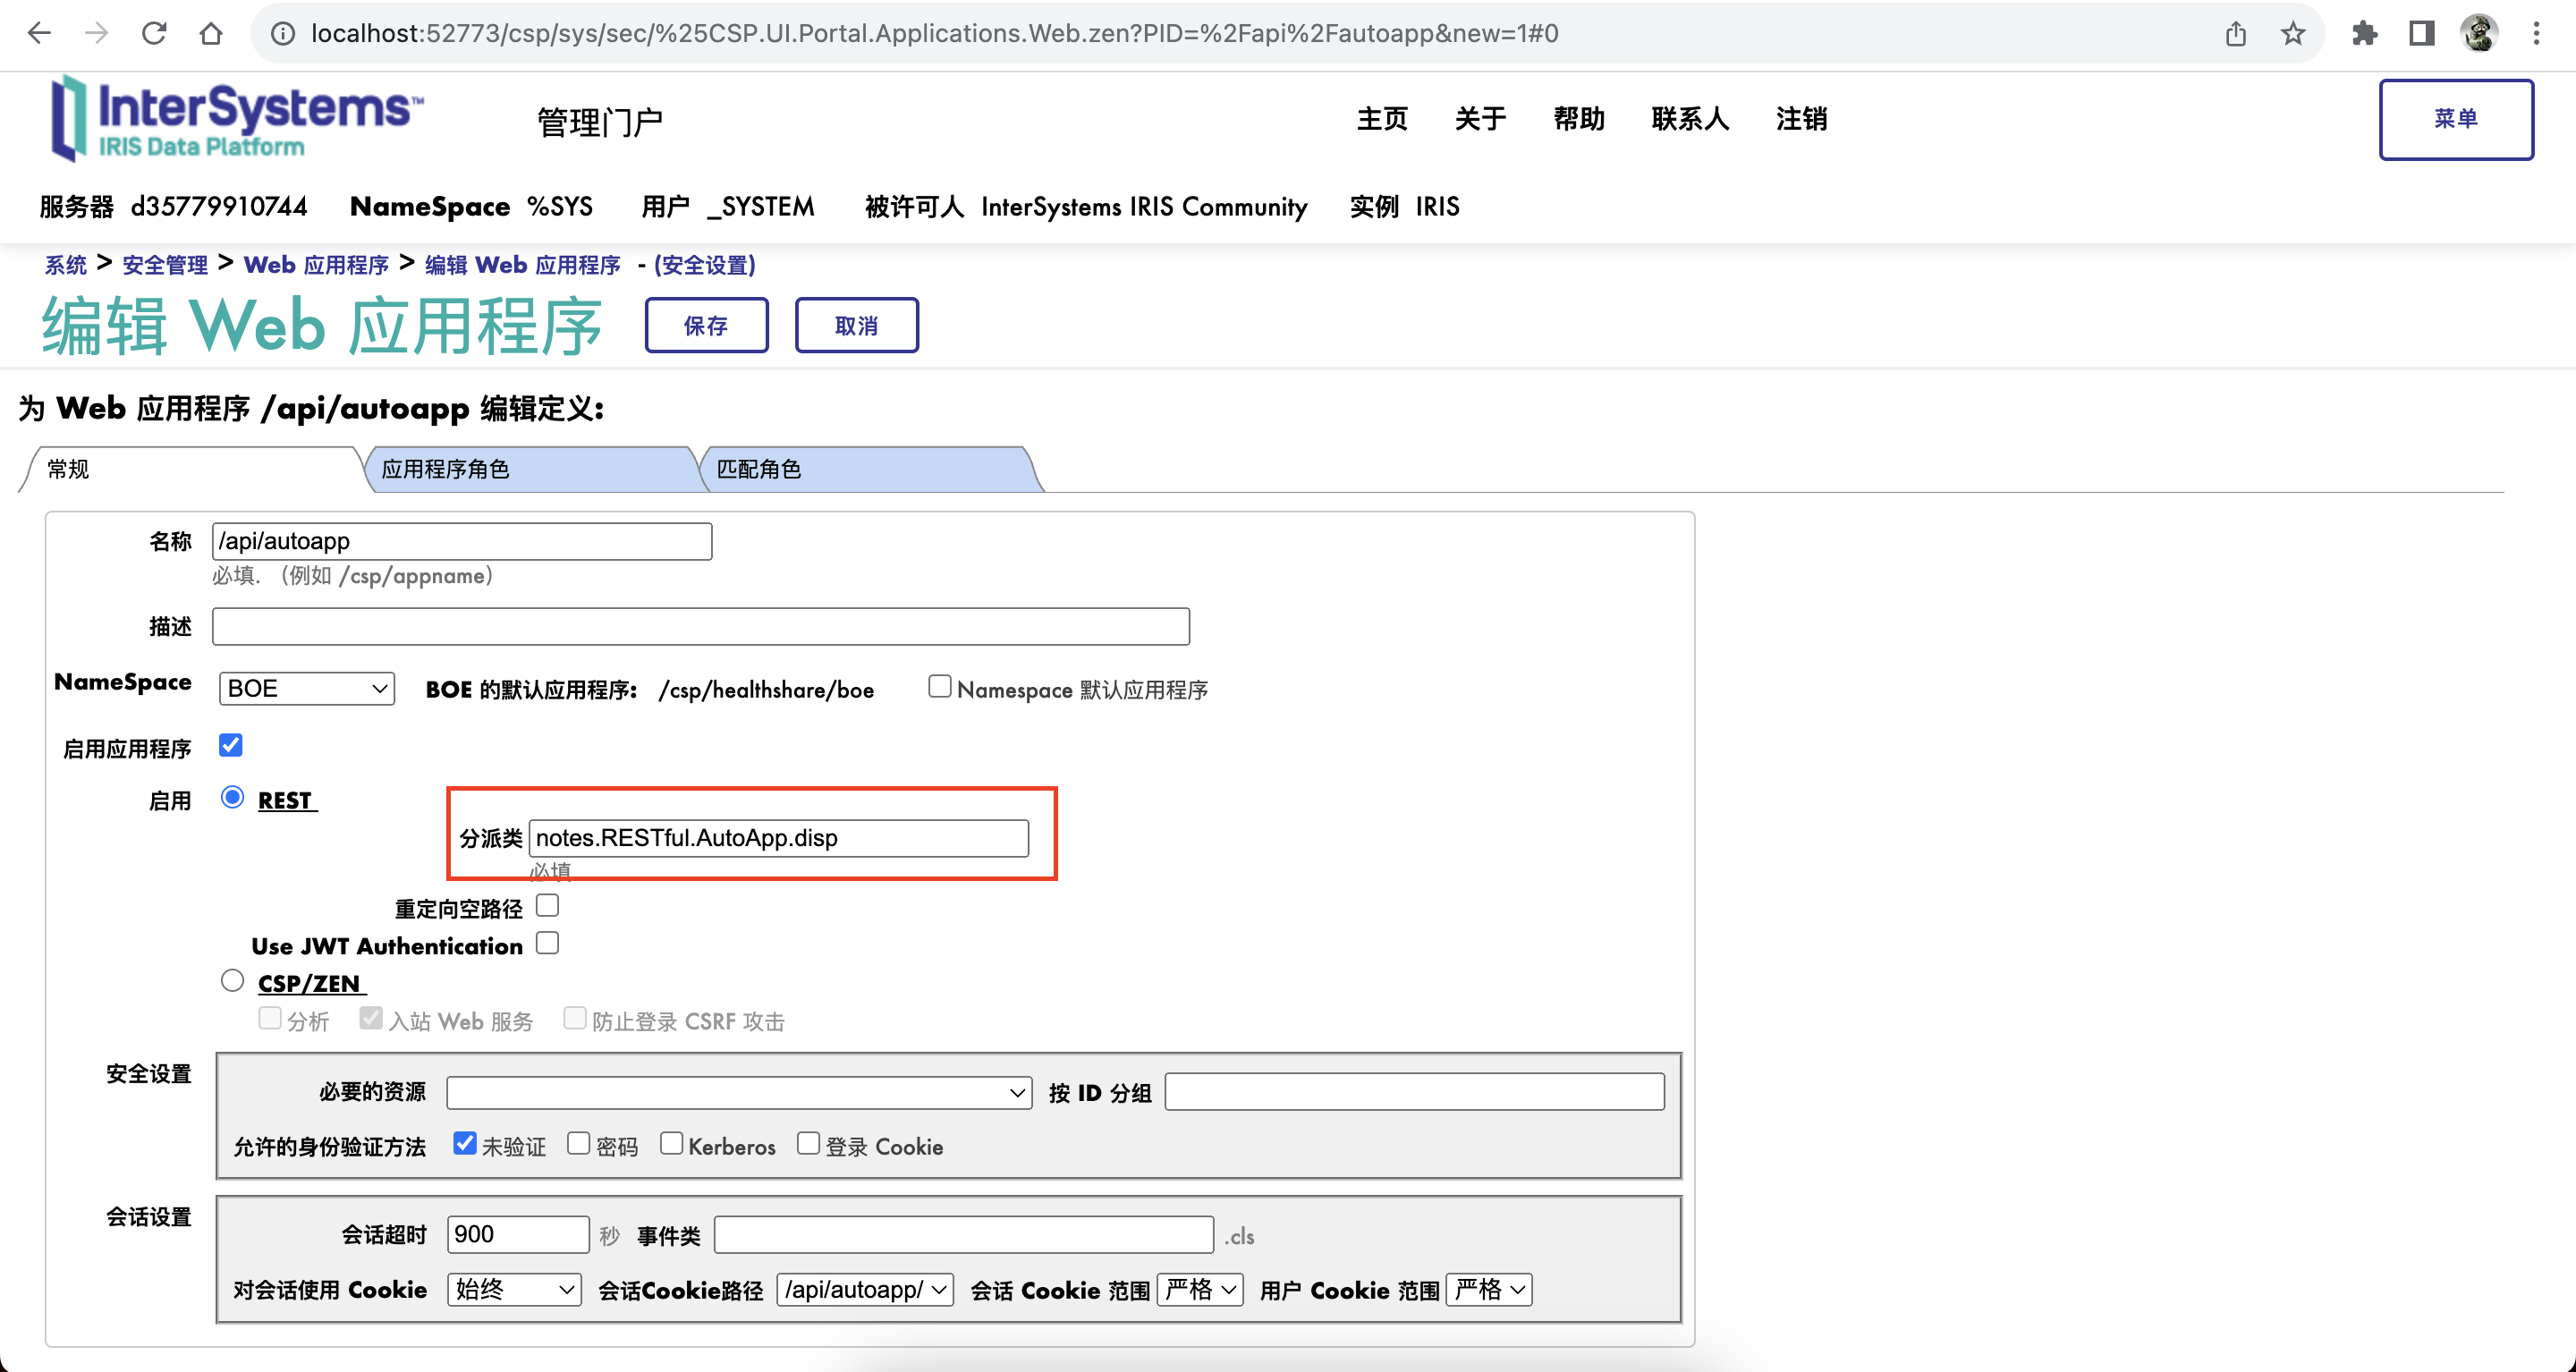 localhost:52773/csp/sys/sec/%25CSP.UI.Portal.Applications.Web.zen?PID=%2Fapi%2Fautoapp&new=1#0
InterSystems™
IRIS Data Platform
管理门户
主页 关于 帮助 联系人 注销
菜单
服务器 d35779910744 NameSpace %SYS 用户 _SYSTEM 被许可人 InterSystems IRIS Community 实例 IRIS
系统 > 安全管理 > Web 应用程序 > 编辑 Web 应用程序 - (安全设置)
编辑 Web 应用程序 保存 取消
为 Web 应用程序 /api/autoapp 编辑定义:
常规 应用程序角色 匹配角色
名称 /api/autoapp
必填. （例如 /csp/appname）
描述
NameSpace BOE BOE 的默认应用程序: /csp/healthshare/boe Namespace 默认应用程序
启用应用程序
启用 REST
分派类 notes.RESTful.AutoApp.disp
必填
重定向空路径
Use JWT Authentication
CSP/ZEN
分析 入站 Web 服务 防止登录 CSRF 攻击
安全设置
必要的资源 按 ID 分组
允许的身份验证方法 未验证 密码 Kerberos 登录 Cookie
会话设置
会话超时 900 秒 事件类 .cls
对会话使用 Cookie 始终 会话Cookie路径 /api/autoapp/ 会话 Cookie 范围 严格 用户 Cookie 范围 严格